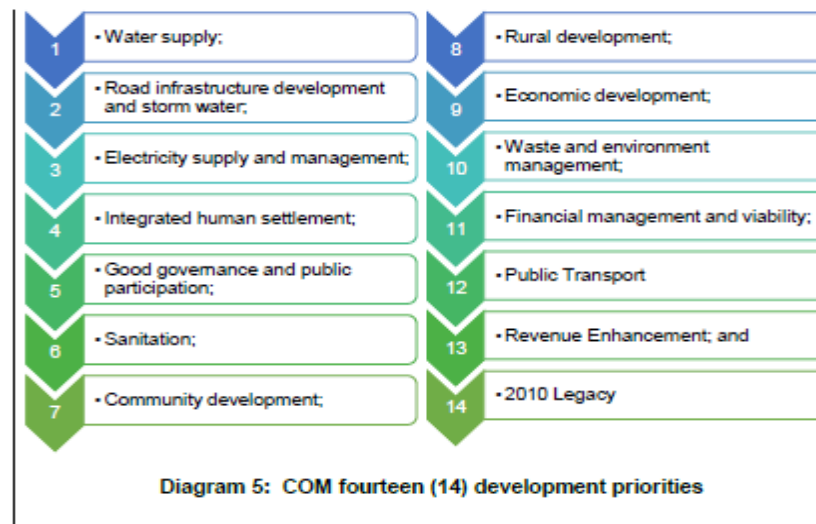 1
• Water supply;
2
• Road infrastructure development
and storm water;
3
• Electricity supply and management;
4
• Integrated human settlement;
5
• Good governance and public
participation;
6
• Sanitation;
7
• Community development;
8
• Rural development;
9
• Economic development;
10
• Waste and environment
management;
11
• Financial management and viability;
12
• Public Transport
13
• Revenue Enhancement; and
14
• 2010 Legacy
Diagram 5: COM fourteen (14) development priorities